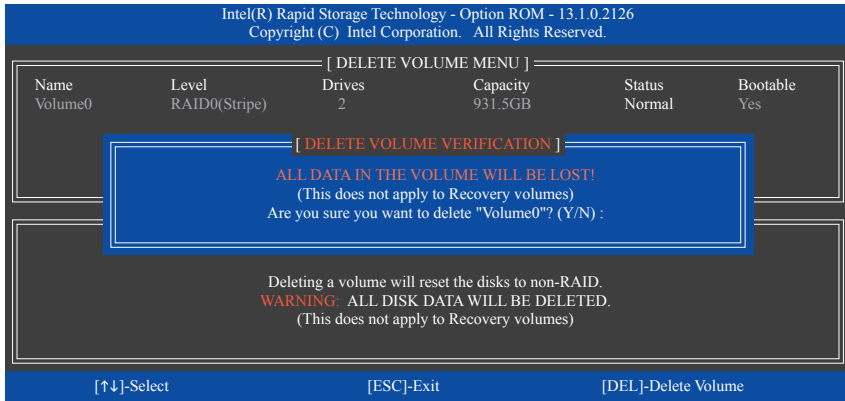 Intel(R) Rapid Storage Technology - Option ROM - 13.1.0.2126
Copyright (C) Intel Corporation. All Rights Reserved.
[ DELETE VOLUME MENU ]
Name Level Drives Capacity Status Bootable
Volume0 RAID0(Stripe) 2 931.5GB Normal Yes
[ DELETE VOLUME VERIFICATION ]
ALL DATA IN THE VOLUME WILL BE LOST!
(This does not apply to Recovery volumes)
Are you sure you want to delete "Volume0"? (Y/N) :
Deleting a volume will reset the disks to non-RAID.
WARNING: ALL DISK DATA WILL BE DELETED.
(This does not apply to Recovery volumes)
[↑↓]-Select [ESC]-Exit [DEL]-Delete Volume